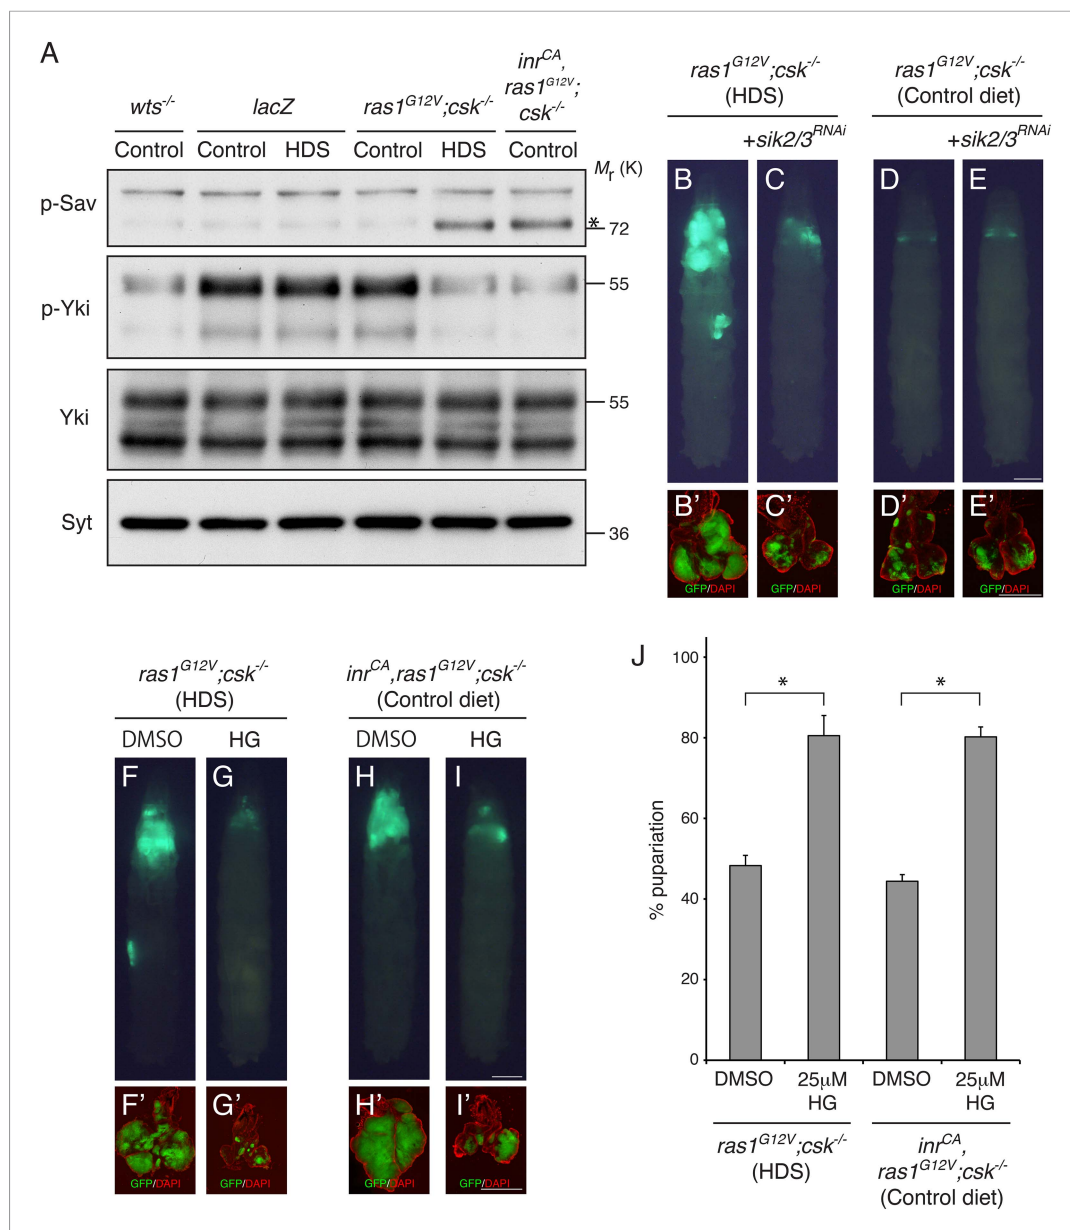 A
wts-/-
lacZ
ras1G12V;csk-/-
inrCA,
ras1G12V;
csk-/-
Control
Control
HDS
Control
HDS
Control
Mr (K)
p-Sav
*
72
p-Yki
55
Yki
55
Syt
36
ras1G12V;csk-/-
(HDS)
ras1G12V;csk-/-
(Control diet)
+sik2/3RNAi
+sik2/3RNAi
B
C
D
E
B'
C'
D'
E'
GFP/DAPI
GFP/DAPI
GFP/DAPI
GFP/DAPI
ras1G12V;csk-/-
(HDS)
inrCA,ras1G12V;csk-/-
(Control diet)
DMSO
HG
DMSO
HG
F
G
H
I
F'
G'
H'
I'
GFP/DAPI
GFP/DAPI
GFP/DAPI
GFP/DAPI
J
% pupariation
100
80
60
40
20
0
*
*
DMSO
25µM
HG
DMSO
25µM
HG
ras1G12V;csk-/-
(HDS)
inrCA,
ras1G12V;csk-/-
(Control diet)